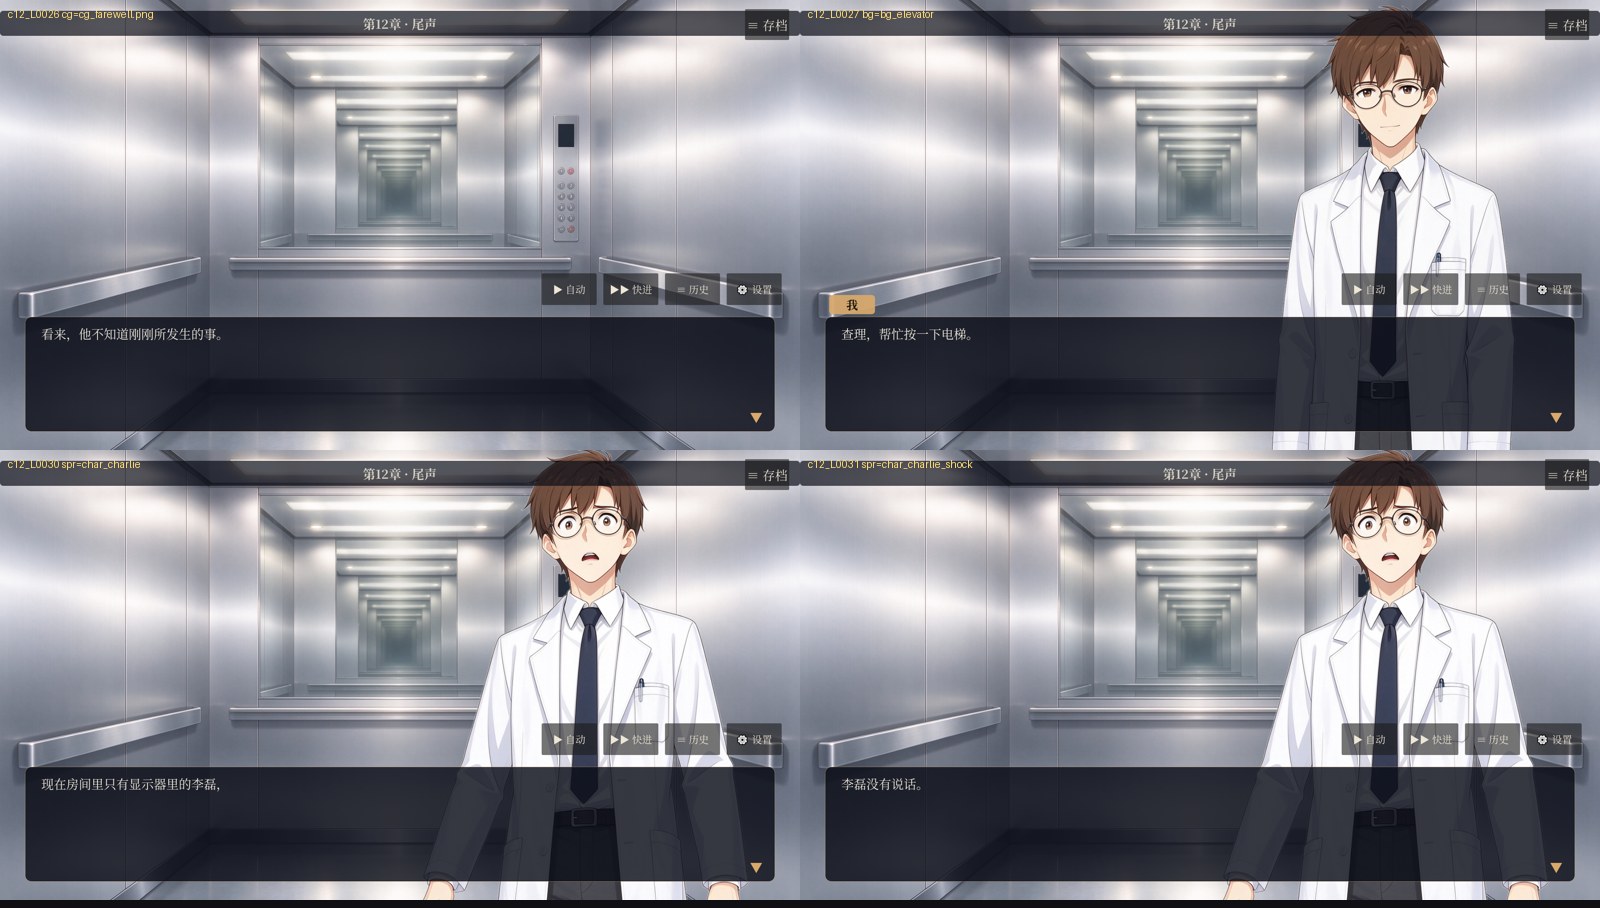 c12_L0026 cg=cg_farewell.png
第12章·尾声
≡ 存档
▶自动
▶▶快进
≡历史
设置
看来，他不知道刚刚所发生的事。
▼
c12_L0027 bg=bg_elevator
第12章·尾声
≡ 存档
▶自动
▶▶快进
≡历史
设置
我
查理，帮忙按一下电梯。
▼
c12_L0030 spr=char_charlie
第12章·尾声
≡ 存档
▶自动
▶▶快进
≡历史
设置
现在房间里只有显示器里的李磊，
▼
c12_L0031 spr=char_charlie_shock
第12章·尾声
≡ 存档
▶自动
▶▶快进
≡历史
设置
李磊没有说话。
▼